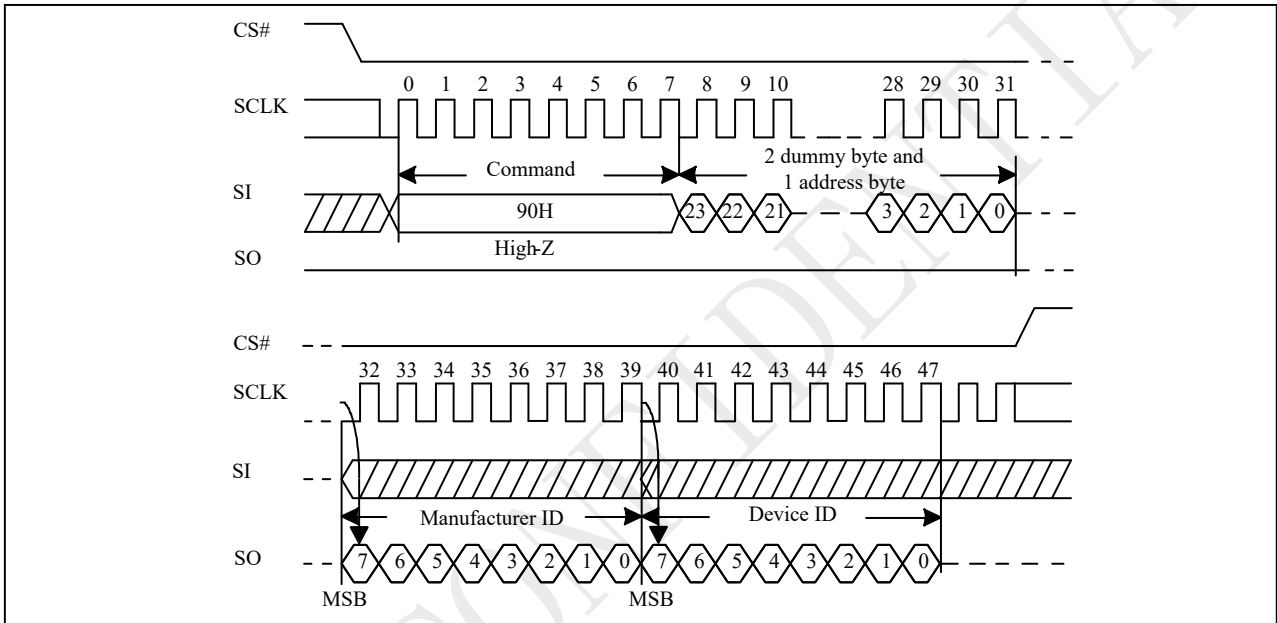 CS#
0 1 2 3 4 5 6 7 8 9 10 28 29 30 31
SCLK
Command
2 dummy byte and
1 address byte
SI
90H
23 22 21 3 2 1 0
High-Z
SO
CS#
32 33 34 35 36 37 38 39 40 41 42 43 44 45 46 47
SCLK
SI
Manufacturer ID
Device ID
SO
7 6 5 4 3 2 1 0 7 6 5 4 3 2 1 0
MSB MSB